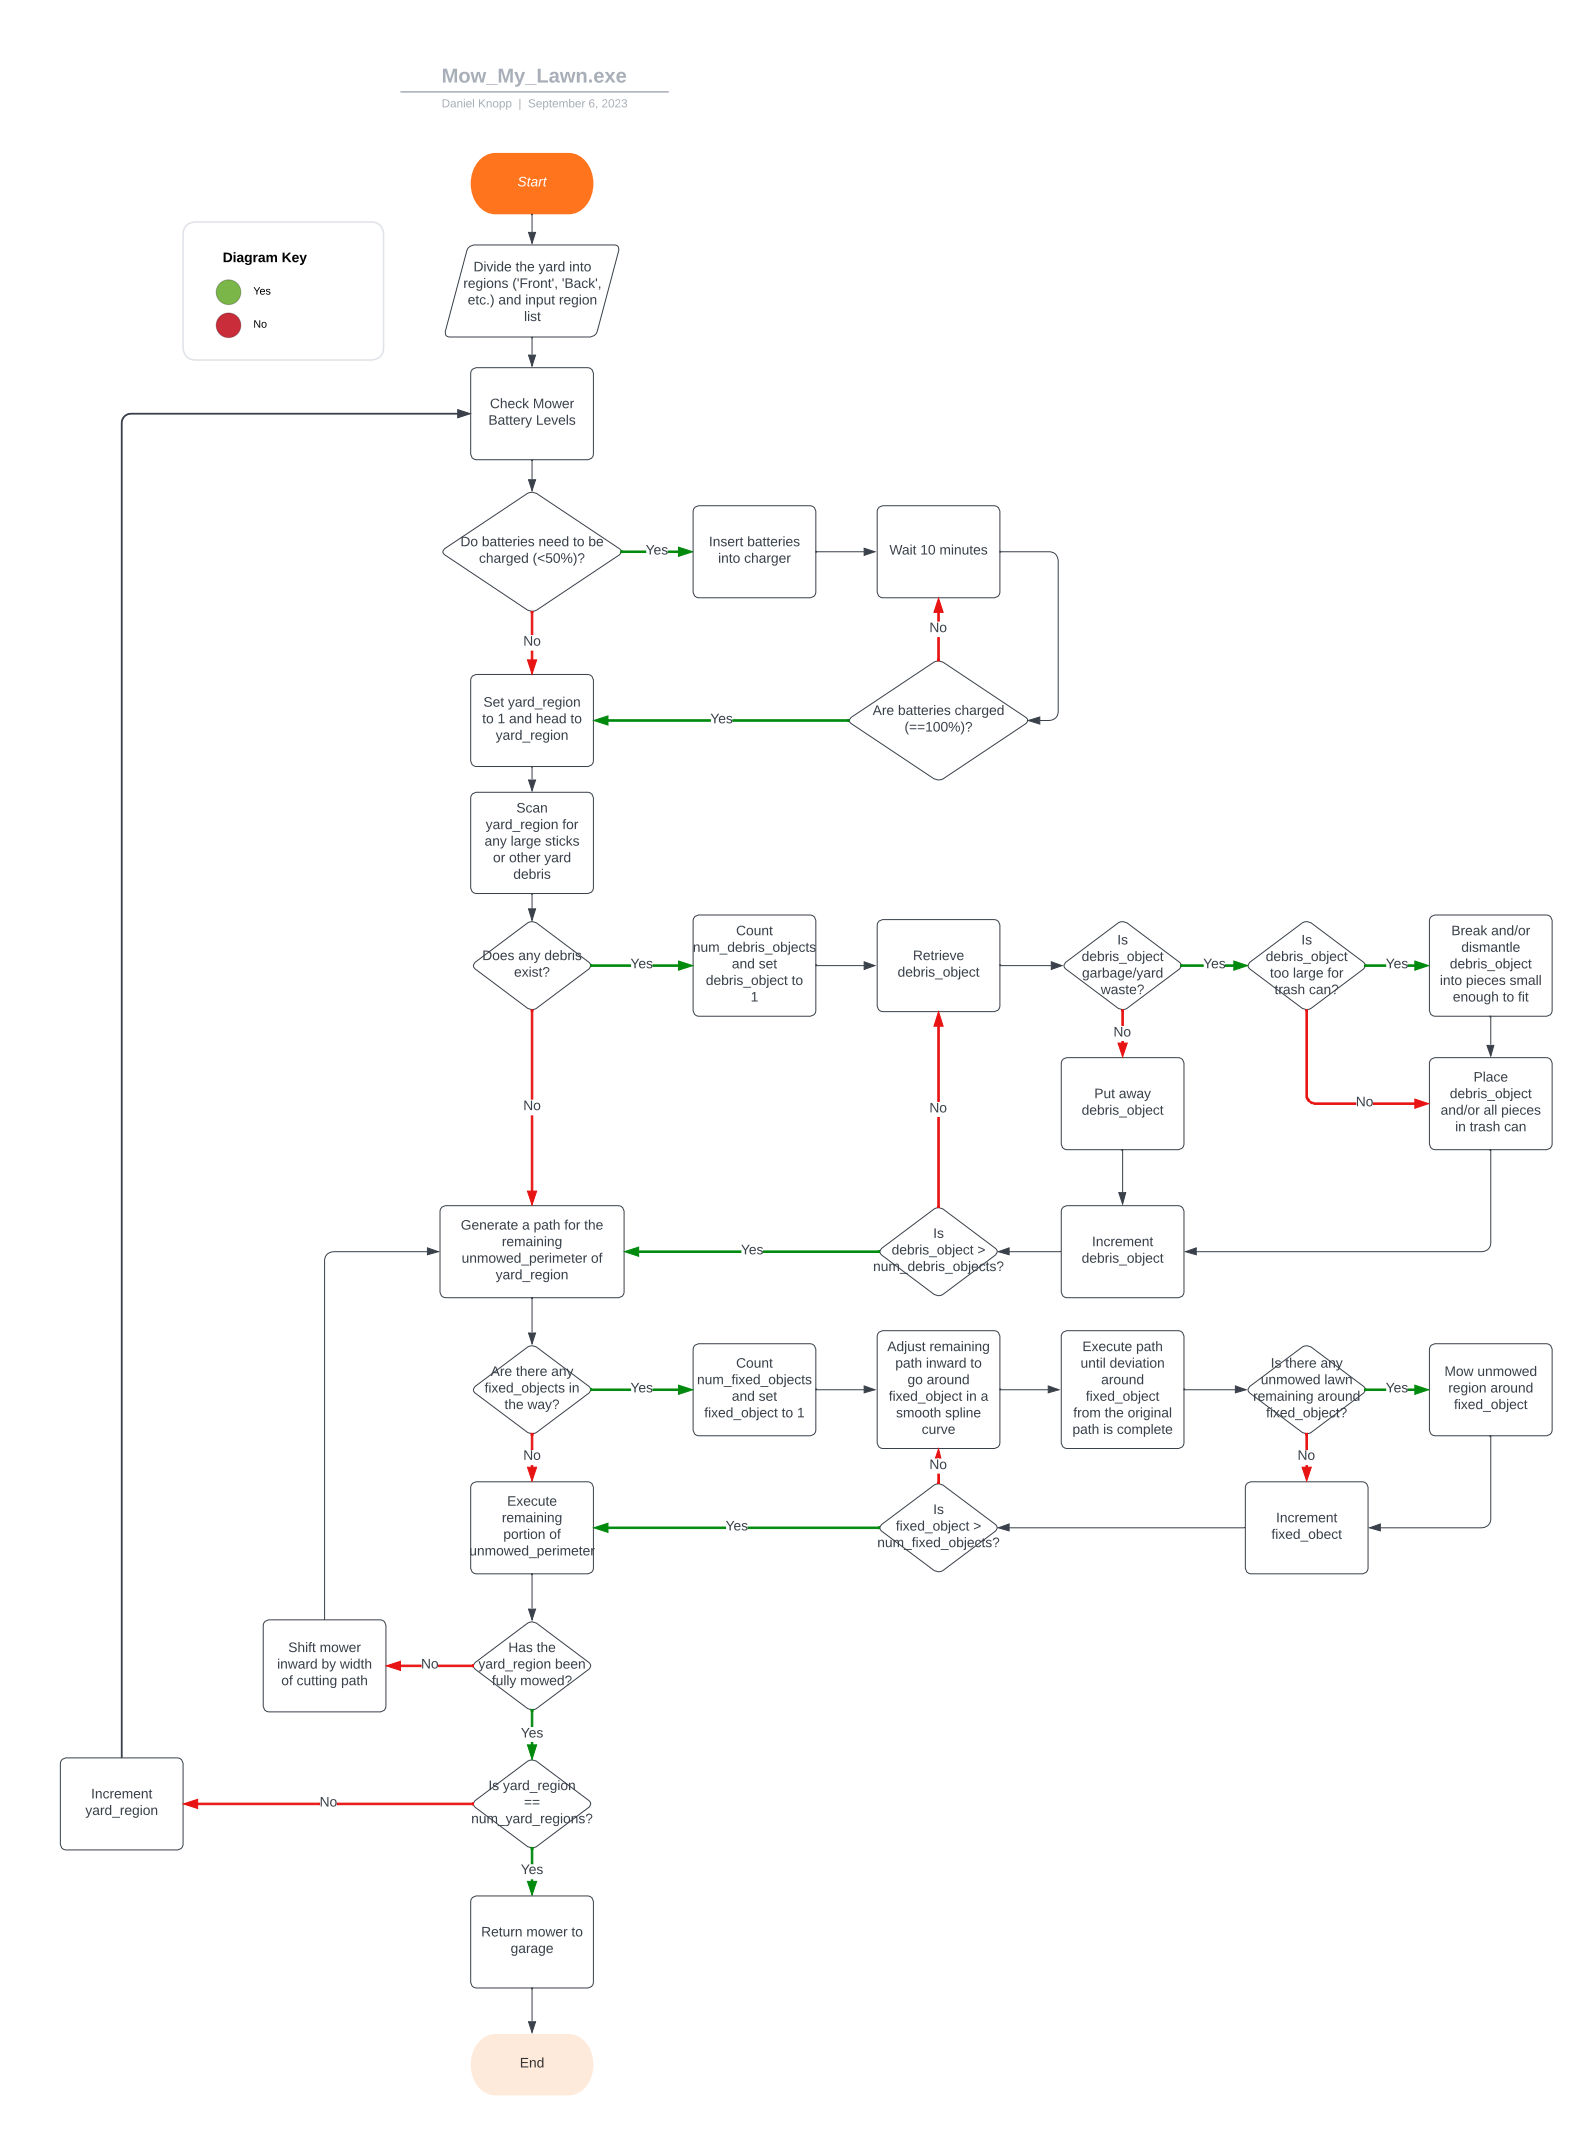 Mow_My_Lawn.exe
Daniel Knopp | September 6, 2023
Start
Diagram Key
Yes
No
Divide the yard into
regions ('Front', 'Back',
etc.) and input region
list
Check Mower
Battery Levels
Do batteries need to be
charged (<50%)?
Yes
Insert batteries
into charger
Wait 10 minutes
No
No
Set yard_region
to 1 and head to
yard_region
Yes
Are batteries charged
(==100%)?
Scan
yard_region for
any large sticks
or other yard
debris
Does any debris
exist?
Yes
Count
num_debris_objects
and set
debris_object to
1
Retrieve
debris_object
Is
debris_object
garbage/yard
waste?
Yes
Is
debris_object
too large for
trash can?
Yes
Break and/or
dismantle
debris_object
into pieces small
enough to fit
No
No
No
Put away
debris_object
No
Place
debris_object
and/or all pieces
in trash can
Generate a path for the
remaining
unmowed_perimeter of
yard_region
Yes
Is
debris_object >
num_debris_objects?
Increment
debris_object
Are there any
fixed_objects in
the way?
Yes
Count
num_fixed_objects
and set
fixed_object to 1
Adjust remaining
path inward to
go around
fixed_object in a
smooth spline
curve
Execute path
until deviation
around
fixed_object
from the original
path is complete
Is there any
unmowed lawn
remaining around
fixed_object?
Yes
Mow unmowed
region around
fixed_object
No
No
No
Execute
remaining
portion of
unmowed_perimeter
Yes
Is
fixed_object >
num_fixed_objects?
Increment
fixed_obect
Shift mower
inward by width
of cutting path
No
Has the
yard_region been
fully mowed?
Yes
Increment
yard_region
No
Is yard_region
==
num_yard_regions?
Yes
Return mower to
garage
End